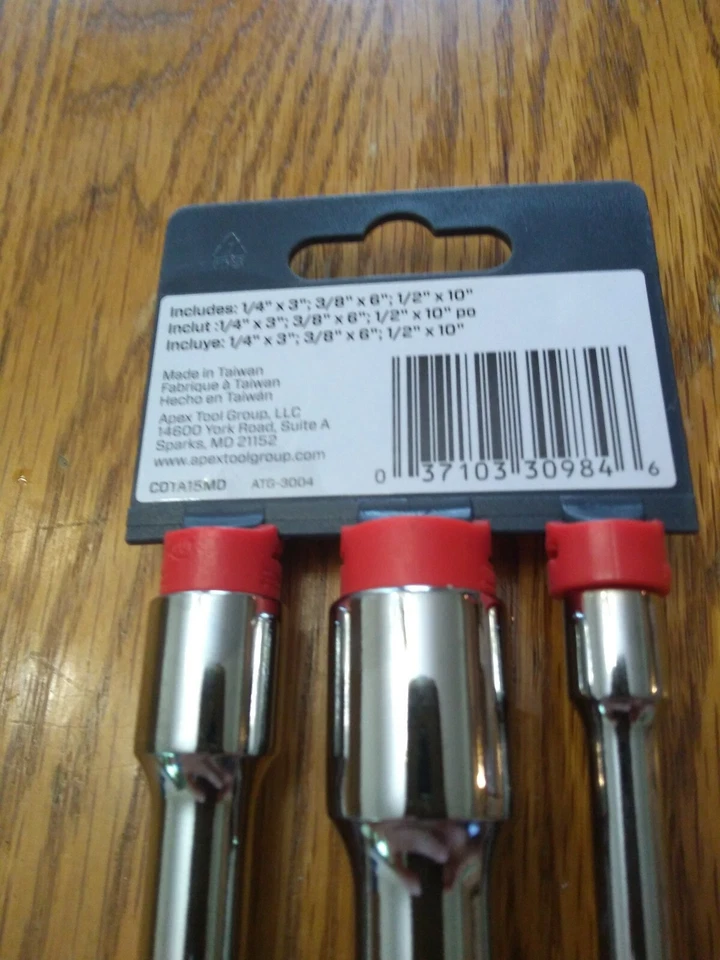 Includes: 1/4" x 3"; 3/8" x 6"; 1/2" x 10"
Inclut :1/4" x 3"; 3/8" x 6"; 1/2" x 10" po
Incluye: 1/4" x 3"; 3/8" x 6"; 1/2" x 10"
Made in Taiwan
Fabriqué à Taiwan
Hecho en Taiwán
Apex Tool Group, LLC
14600 York Road, Suite A
Sparks, MD 21152
www.apextoolgroup.com
CDTA15MD ATG-3004
0 37103 30984 6